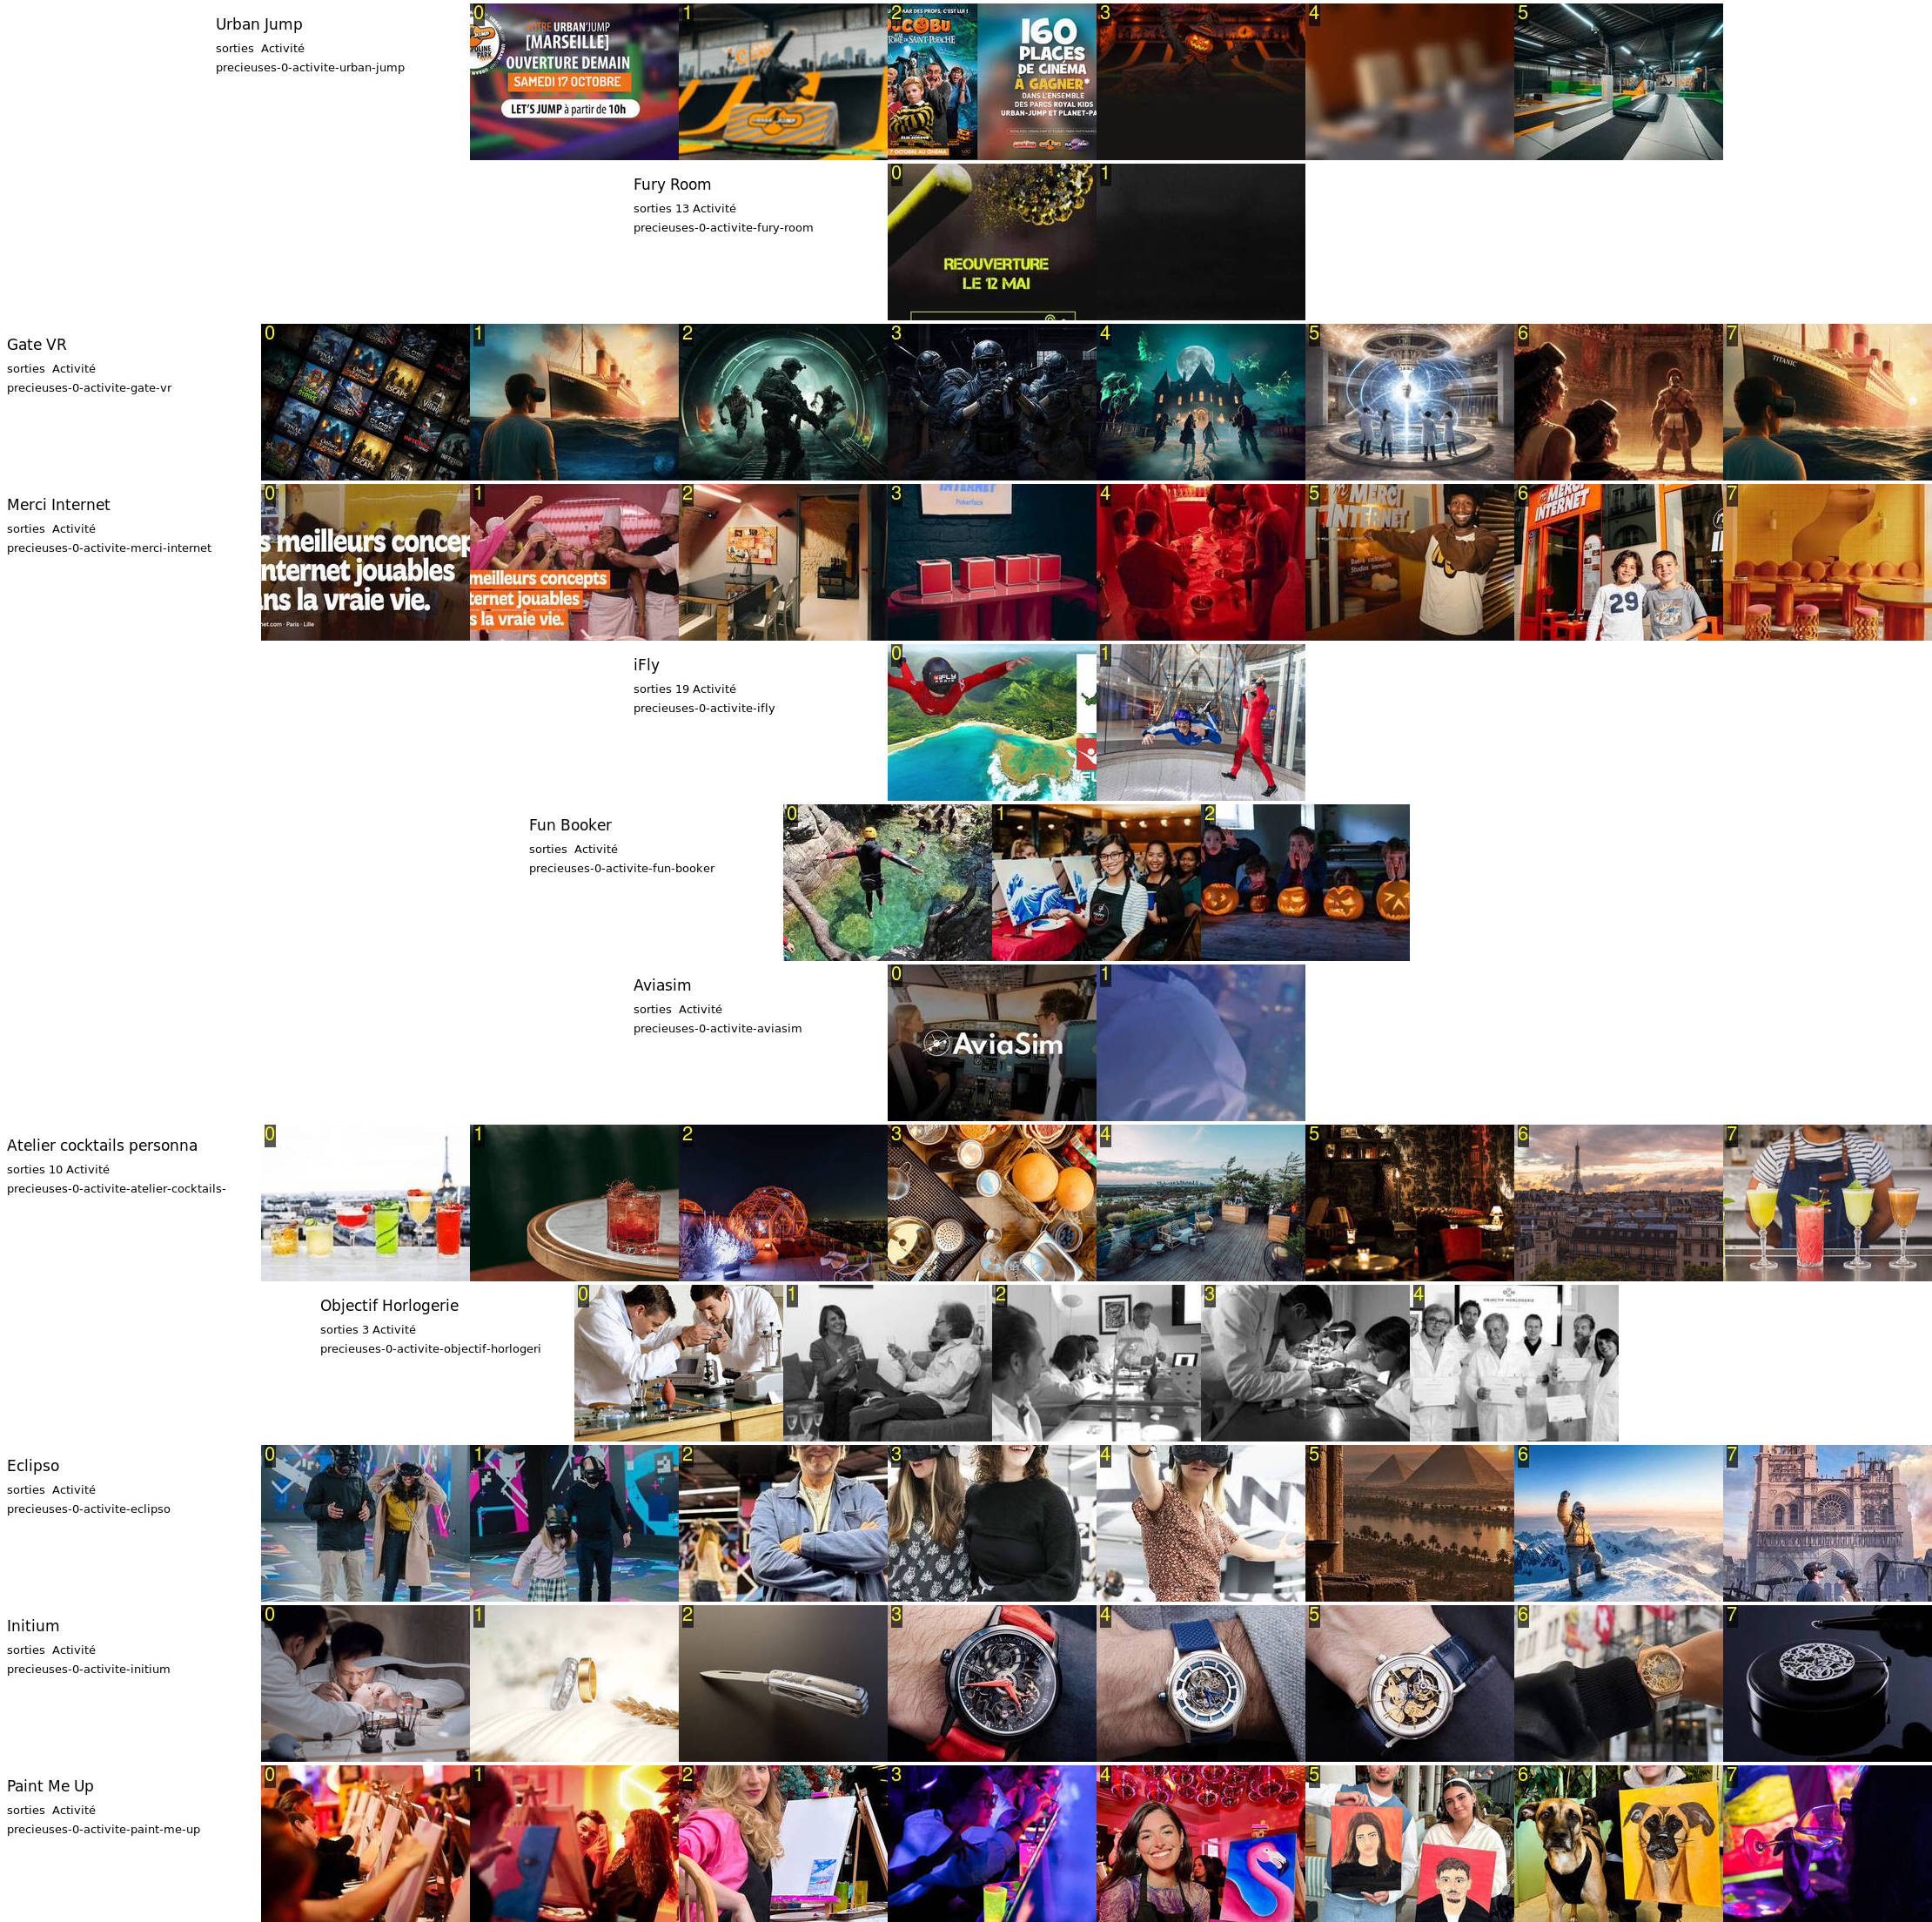 Urban Jump
sorties Activité
precieuses-0-activite-urban-jump
0
URBAN'JUMP
[MARSEILLE]
OUVERTURE DEMAIN
SAMEDI 17 OCTOBRE
LET'S JUMP à partir de 10h
1
2
160
PLACES
DE CINÉMA
À GAGNER*
DANS L'ENSEMBLE
DES PARCS ROYAL KIDS
URBAN-JUMP ET PLANET-PA
3
4
5
Fury Room
sorties 13 Activité
precieuses-0-activite-fury-room
0
REOUVERTURE
LE 12 MAI
1
Gate VR
sorties Activité
precieuses-0-activite-gate-vr
0
1
2
3
4
5
6
7
TITANIC
Merci Internet
sorties Activité
precieuses-0-activite-merci-internet
0
s meilleurs concep
nternet jouables
ns la vraie vie.
net.com · Paris · Lille
1
meilleurs concepts
ternet jouables
s la vraie vie.
2
3
INTERNET
Pokerface
4
5
MERCI
INTERNET
6
MERCI
INTERNET
29
7
iFly
sorties 19 Activité
precieuses-0-activite-ifly
0
iFLY
1
Fun Booker
sorties Activité
precieuses-0-activite-fun-booker
0
1
2
Aviasim
sorties Activité
precieuses-0-activite-aviasim
0
AviaSim
1
Atelier cocktails personna
sorties 10 Activité
precieuses-0-activite-atelier-cocktails-
0
1
2
3
4
5
6
7
Objectif Horlogerie
sorties 3 Activité
precieuses-0-activite-objectif-horlogeri
0
1
2
3
4
OBJECTIF HORLOGERIE
Eclipso
sorties Activité
precieuses-0-activite-eclipso
0
1
2
3
4
5
6
7
Initium
sorties Activité
precieuses-0-activite-initium
0
1
2
3
4
5
6
7
Paint Me Up
sorties Activité
precieuses-0-activite-paint-me-up
0
1
2
3
4
5
6
7